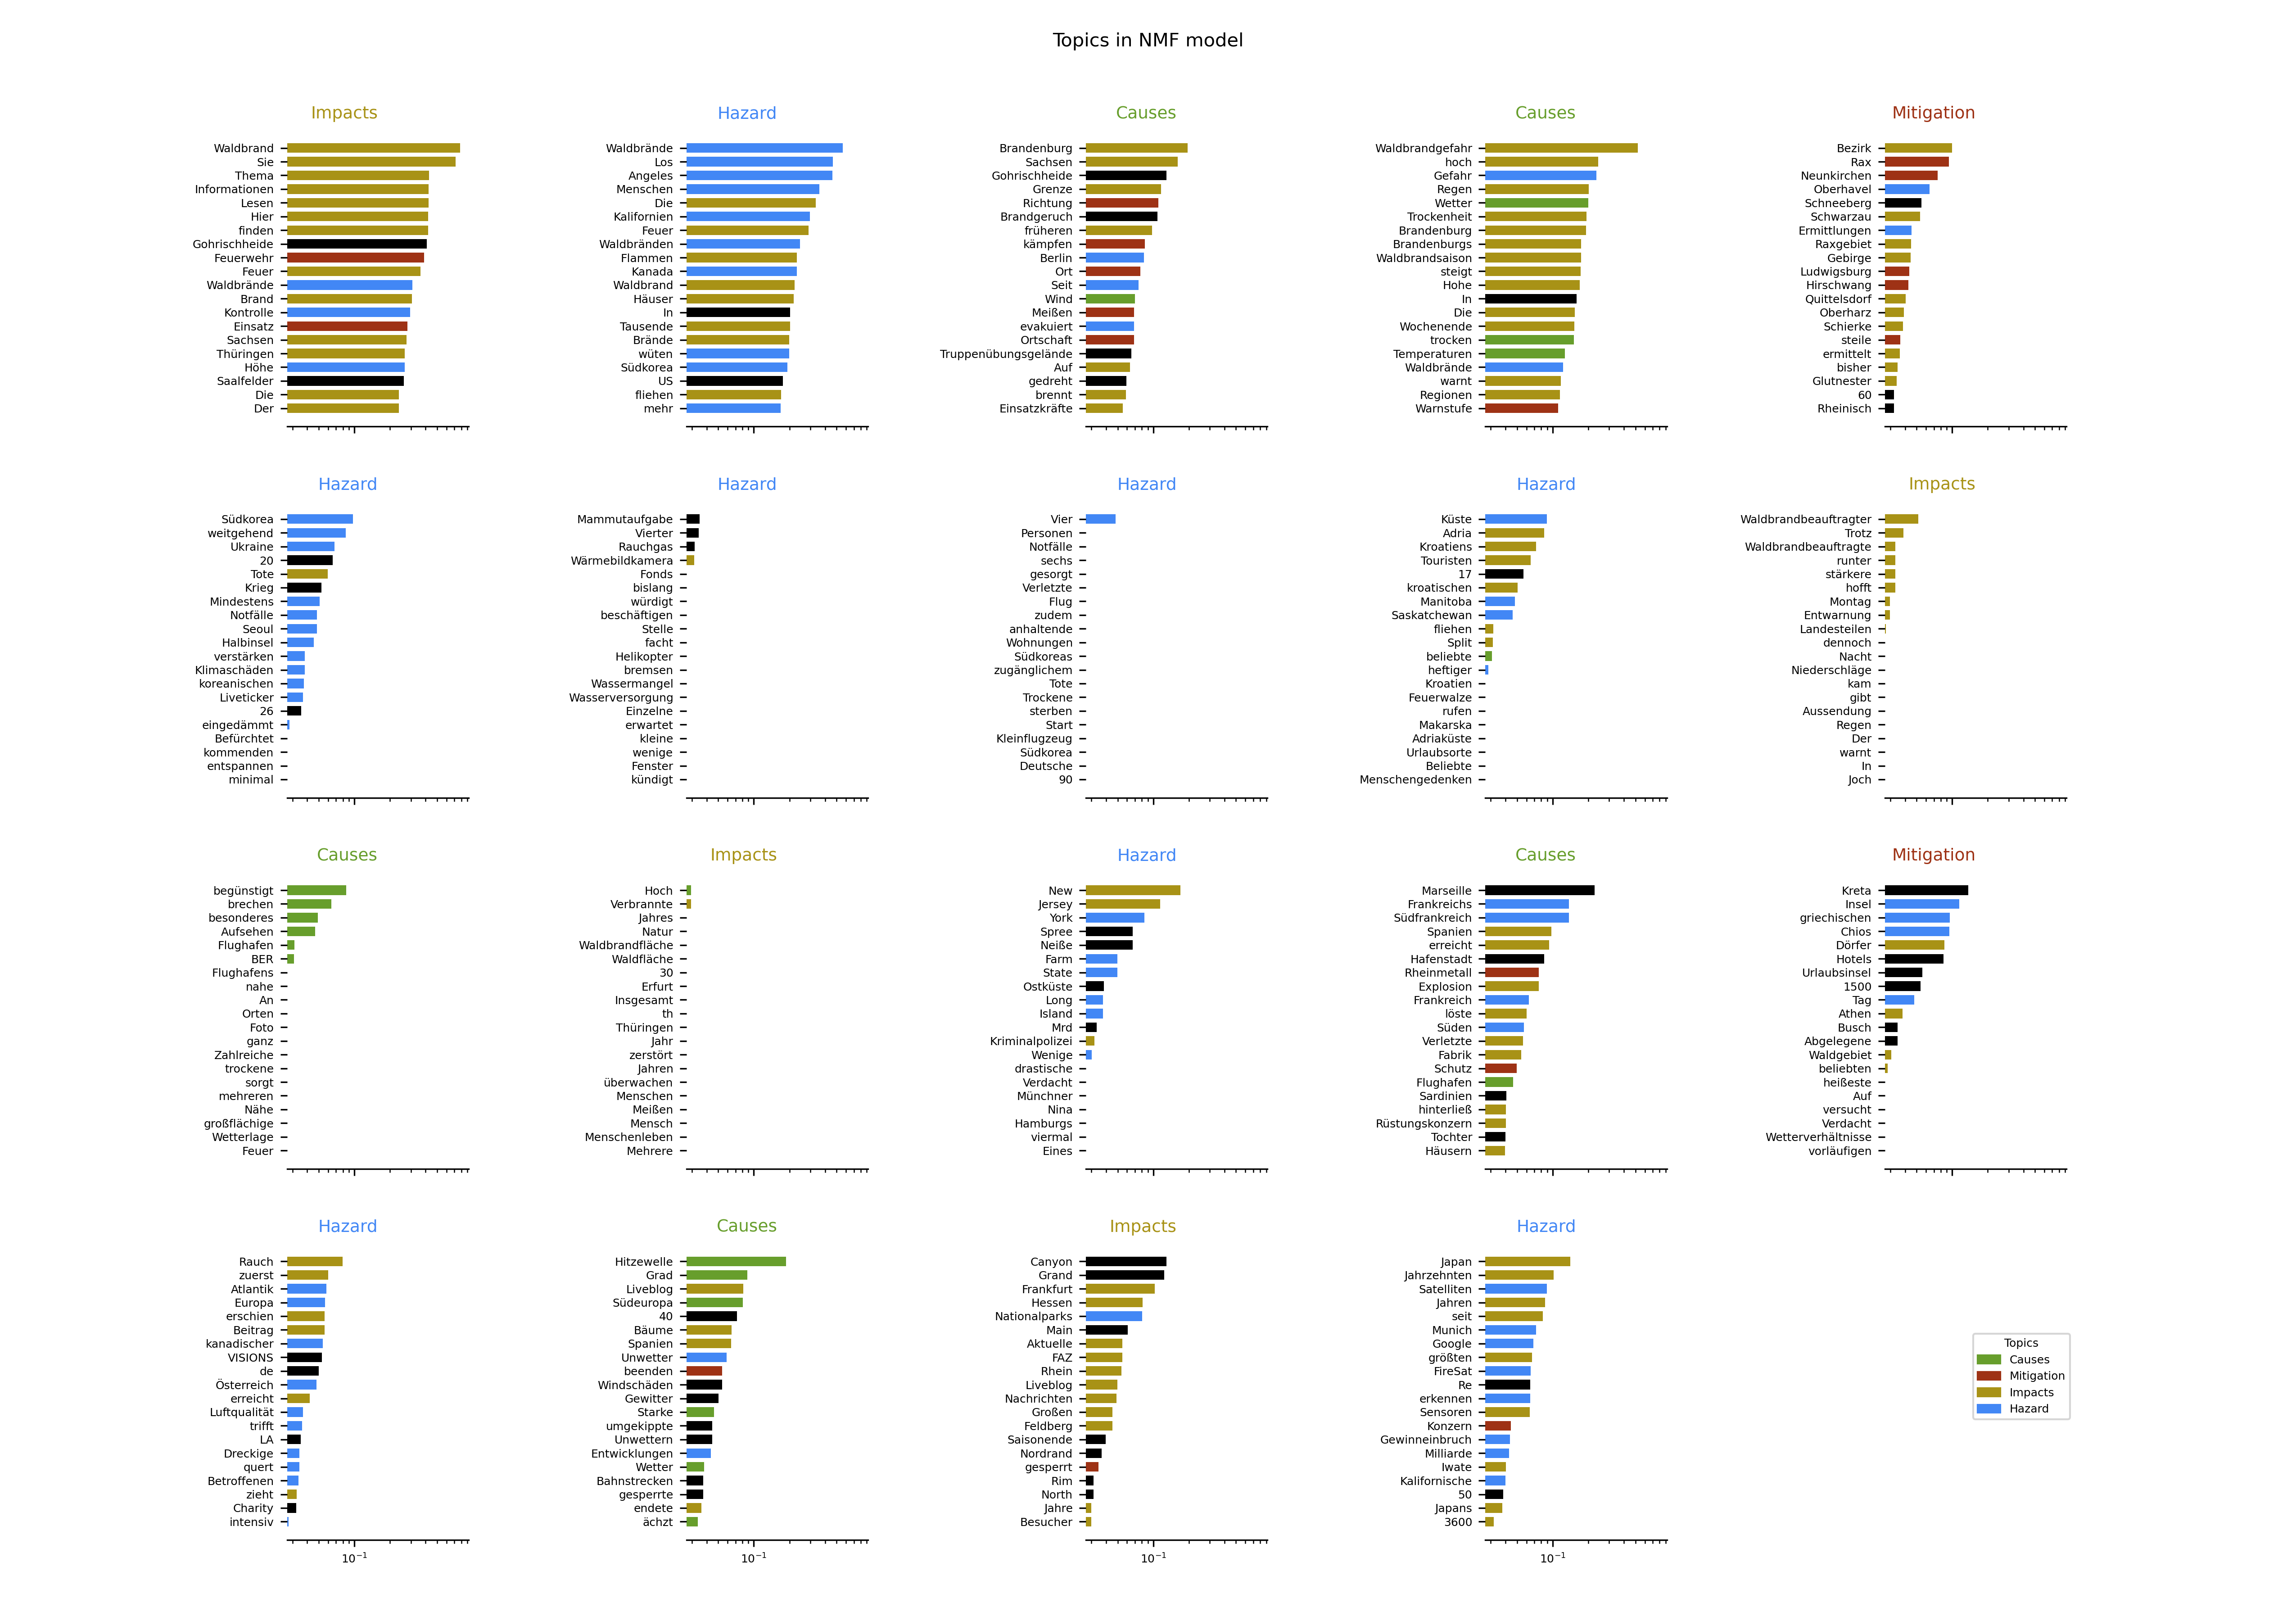 Topics in NMF model
Impacts
Waldbrand
Sie
Thema
Informationen
Lesen
Hier
finden
Gohrischheide
Feuerwehr
Feuer
Waldbrände
Brand
Kontrolle
Einsatz
Sachsen
Thüringen
Höhe
Saalfelder
Die
Der
Hazard
Waldbrände
Los
Angeles
Menschen
Die
Kalifornien
Feuer
Waldbränden
Flammen
Kanada
Waldbrand
Häuser
In
Tausende
Brände
wüten
Südkorea
US
fliehen
mehr
Causes
Brandenburg
Sachsen
Gohrischheide
Grenze
Richtung
Brandgeruch
früheren
kämpfen
Berlin
Ort
Seit
Wind
Meißen
evakuiert
Ortschaft
Truppenübungsgelände
Auf
gedreht
brennt
Einsatzkräfte
Causes
Waldbrandgefahr
hoch
Gefahr
Regen
Wetter
Trockenheit
Brandenburg
Brandenburgs
Waldbrandsaison
steigt
Hohe
In
Die
Wochenende
trocken
Temperaturen
Waldbrände
warnt
Regionen
Warnstufe
Mitigation
Bezirk
Rax
Neunkirchen
Oberhavel
Schneeberg
Schwarzau
Ermittlungen
Raxgebiet
Gebirge
Ludwigsburg
Hirschwang
Quittelsdorf
Oberharz
Schierke
steile
ermittelt
bisher
Glutnester
60
Rheinisch
Hazard
Südkorea
weitgehend
Ukraine
20
Tote
Krieg
Mindestens
Notfälle
Seoul
Halbinsel
verstärken
Klimaschäden
koreanischen
Liveticker
26
eingedämmt
Befürchtet
kommenden
entspannen
minimal
Hazard
Mammutaufgabe
Vierter
Rauchgas
Wärmebildkamera
Fonds
bislang
würdigt
beschäftigen
Stelle
facht
Helikopter
bremsen
Wassermangel
Wasserversorgung
Einzelne
erwartet
kleine
wenige
Fenster
kündigt
Hazard
Vier
Personen
Notfälle
sechs
gesorgt
Verletzte
Flug
zudem
anhaltende
Wohnungen
Südkoreas
zugänglichem
Tote
Trockene
sterben
Start
Kleinflugzeug
Südkorea
Deutsche
90
Hazard
Küste
Adria
Kroatiens
Touristen
17
kroatischen
Manitoba
Saskatchewan
fliehen
Split
beliebte
heftiger
Kroatien
Feuerwalze
rufen
Makarska
Adriaküste
Urlaubsorte
Beliebte
Menschengedenken
Impacts
Waldbrandbeauftragter
Trotz
Waldbrandbeauftragte
runter
stärkere
hofft
Montag
Entwarnung
Landesteilen
dennoch
Nacht
Niederschläge
kam
gibt
Aussendung
Regen
Der
warnt
In
Joch
Causes
begünstigt
brechen
besonderes
Aufsehen
Flughafen
BER
Flughafens
nahe
An
Orten
Foto
ganz
Zahlreiche
trockene
sorgt
mehreren
Nähe
großflächige
Wetterlage
Feuer
Impacts
Hoch
Verbrannte
Jahres
Natur
Waldbrandfläche
Waldfläche
30
Erfurt
Insgesamt
th
Thüringen
Jahr
zerstört
Jahren
überwachen
Menschen
Meißen
Mensch
Menschenleben
Mehrere
Hazard
New
Jersey
York
Spree
Neiße
Farm
State
Ostküste
Long
Island
Mrd
Kriminalpolizei
Wenige
drastische
Verdacht
Münchner
Nina
Hamburgs
viermal
Eines
Causes
Marseille
Frankreichs
Südfrankreich
Spanien
erreicht
Hafenstadt
Rheinmetall
Explosion
Frankreich
löste
Süden
Verletzte
Fabrik
Schutz
Flughafen
Sardinien
hinterließ
Rüstungskonzern
Tochter
Häusern
Mitigation
Kreta
Insel
griechischen
Chios
Dörfer
Hotels
Urlaubsinsel
1500
Tag
Athen
Busch
Abgelegene
Waldgebiet
beliebten
heißeste
Auf
versucht
Verdacht
Wetterverhältnisse
vorläufigen
Hazard
Rauch
zuerst
Atlantik
Europa
erschien
Beitrag
kanadischer
VISIONS
de
Österreich
erreicht
Luftqualität
trifft
LA
Dreckige
quert
Betroffenen
zieht
Charity
intensiv
10⁻¹
Causes
Hitzewelle
Grad
Liveblog
Südeuropa
40
Bäume
Spanien
Unwetter
beenden
Windschäden
Gewitter
Starke
umgekippte
Unwettern
Entwicklungen
Wetter
Bahnstrecken
gesperrte
endete
ächzt
10⁻¹
Impacts
Canyon
Grand
Frankfurt
Hessen
Nationalparks
Main
Aktuelle
FAZ
Rhein
Liveblog
Nachrichten
Großen
Feldberg
Saisonende
Nordrand
gesperrt
Rim
North
Jahre
Besucher
10⁻¹
Hazard
Japan
Jahrzehnten
Satelliten
Jahren
seit
Munich
Google
größten
FireSat
Re
erkennen
Sensoren
Konzern
Gewinneinbruch
Milliarde
Iwate
Kalifornische
50
Japans
3600
10⁻¹
Topics
Causes
Mitigation
Impacts
Hazard